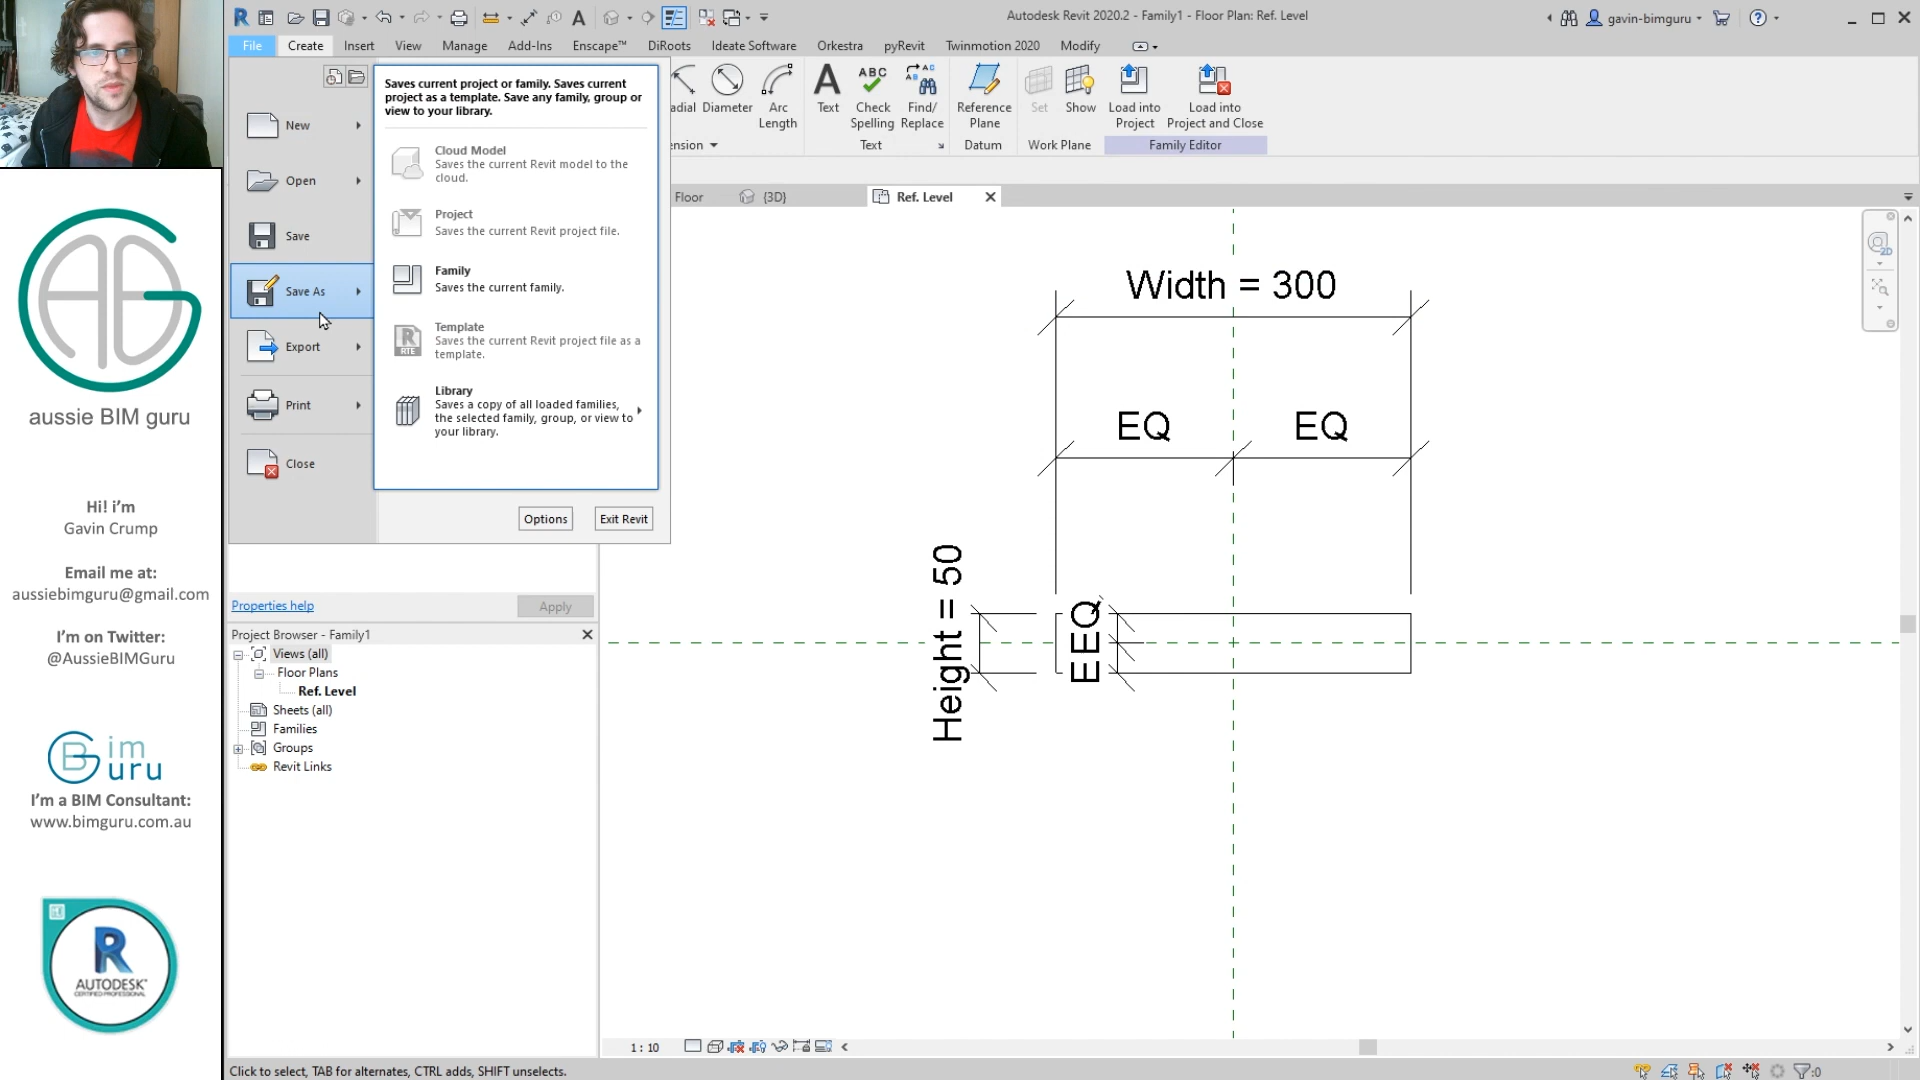 Autodesk Revit 2020.2 - Family1 - Floor Plan: Ref. Level
gavin-bimguru
File Create Insert View Manage Add-Ins Enscape™ DiRoots Ideate Software Orkestra pyRevit Twinmotion 2020 Modify
Saves current project or family. Saves current
project as a template. Save any family, group or
view to your library.
New
Cloud Model
Saves the current Revit model to the
cloud.
Open
Project
Saves the current Revit project file.
Save
Family
Saves the current family.
Save As
Template
Saves the current Revit project file as a
template.
Export
Library
Saves a copy of all loaded families,
the selected family, group, or view to
your library.
Print
Close
Options Exit Revit
adial Diameter Arc
Length
Text Check
Spelling
ABC
Find/
Replace
Reference
Plane
Set Show Load into
Project
Load into
Project and Close
ension Text Datum Work Plane Family Editor
Floor {3D} Ref. Level
2D
Width = 300
EQ EQ
Height = 50
EEQ
Properties help Apply
Project Browser - Family1
Views (all)
Floor Plans
Ref. Level
Sheets (all)
Families
Groups
Revit Links
1 : 10
Click to select, TAB for alternates, CTRL adds, SHIFT unselects.
:0
aussie BIM guru
Hi! i’m
Gavin Crump
Email me at:
aussiebimguru@gmail.com
I’m on Twitter:
@AussieBIMGuru
Bim
Guru
I’m a BIM Consultant:
www.bimguru.com.au
R
AUTODESK
CERTIFIED PROFESSIONAL